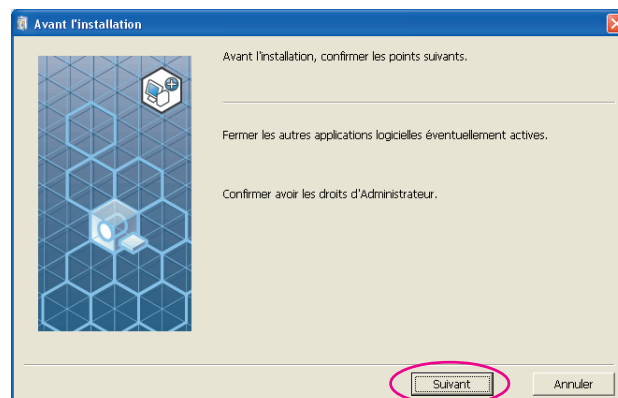 Avant l'installation
Avant l'installation, confirmer les points suivants.
Fermer les autres applications logicielles éventuellement actives.
Confirmer avoir les droits d'Administrateur.
Suivant
Annuler